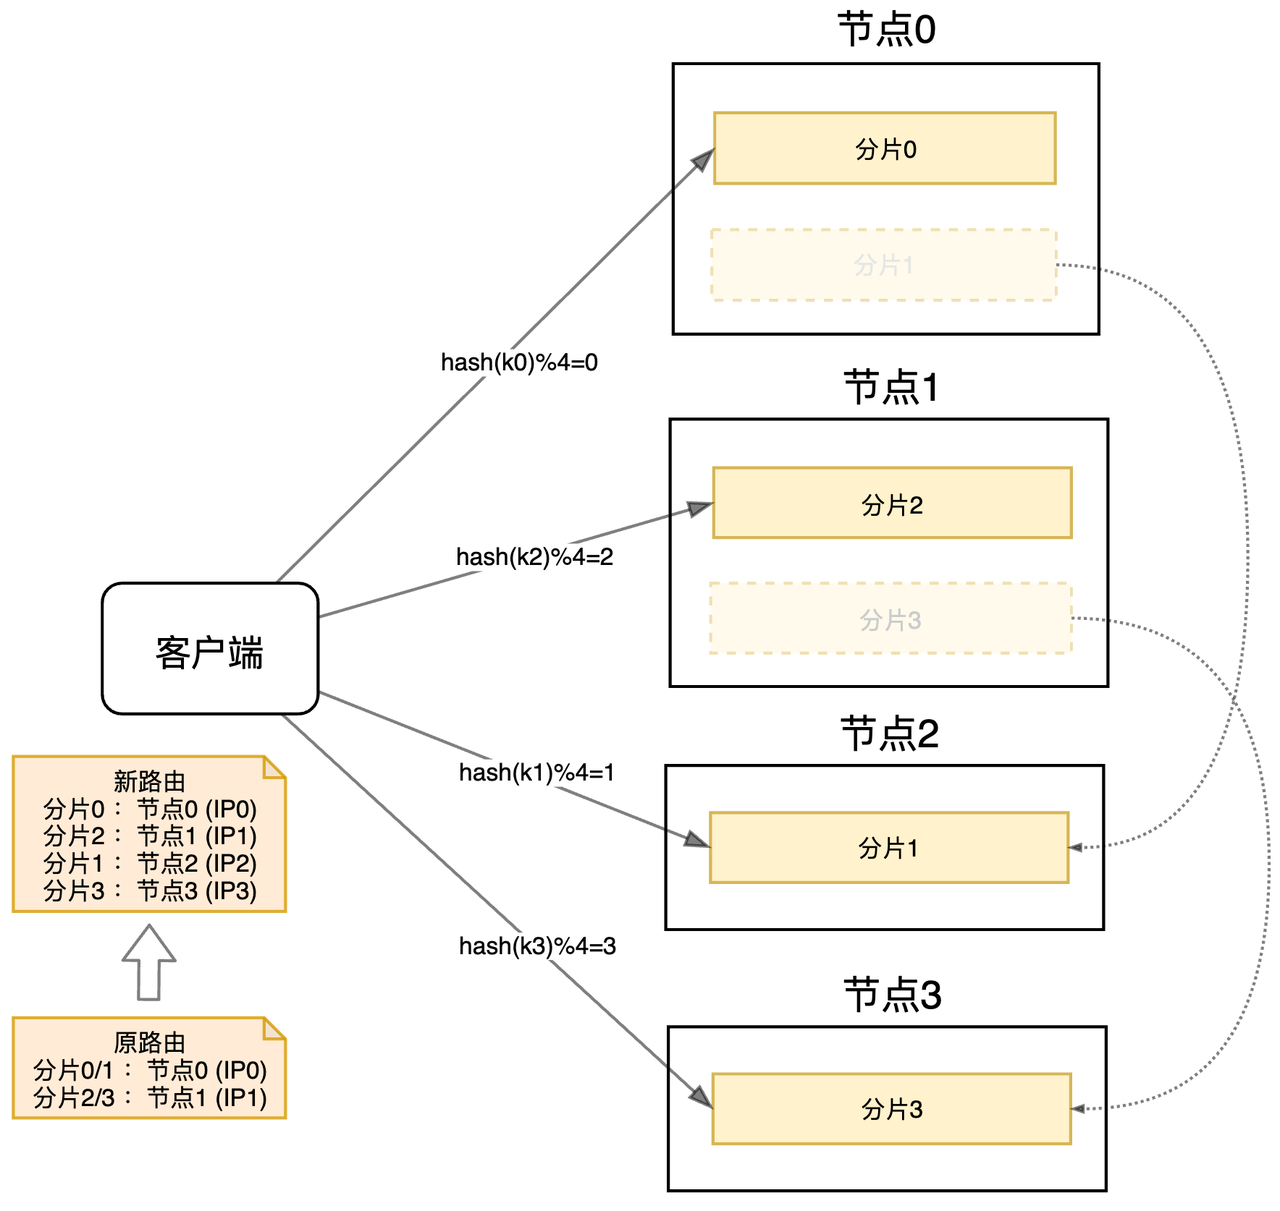 节点0
分片0
分片1
hash(k0)%4=0
节点1
分片2
hash(k2)%4=2
分片3
客户端
节点2
hash(k1)%4=1
分片1
新路由
分片0： 节点0 (IP0)
分片2： 节点1 (IP1)
分片1： 节点2 (IP2)
分片3： 节点3 (IP3)
hash(k3)%4=3
节点3
分片3
原路由
分片0/1： 节点0 (IP0)
分片2/3： 节点1 (IP1)